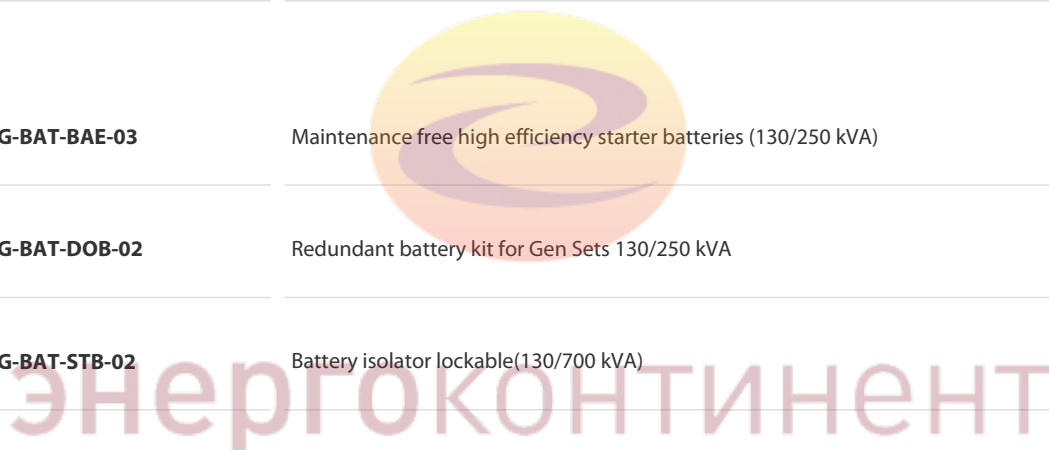 G-BAT-BAE-03 Maintenance free high efficiency starter batteries (130/250 kVA)
G-BAT-DOB-02 Redundant battery kit for Gen Sets 130/250 kVA
G-BAT-STB-02 Battery isolator lockable(130/700 kVA)
энергоконтинент